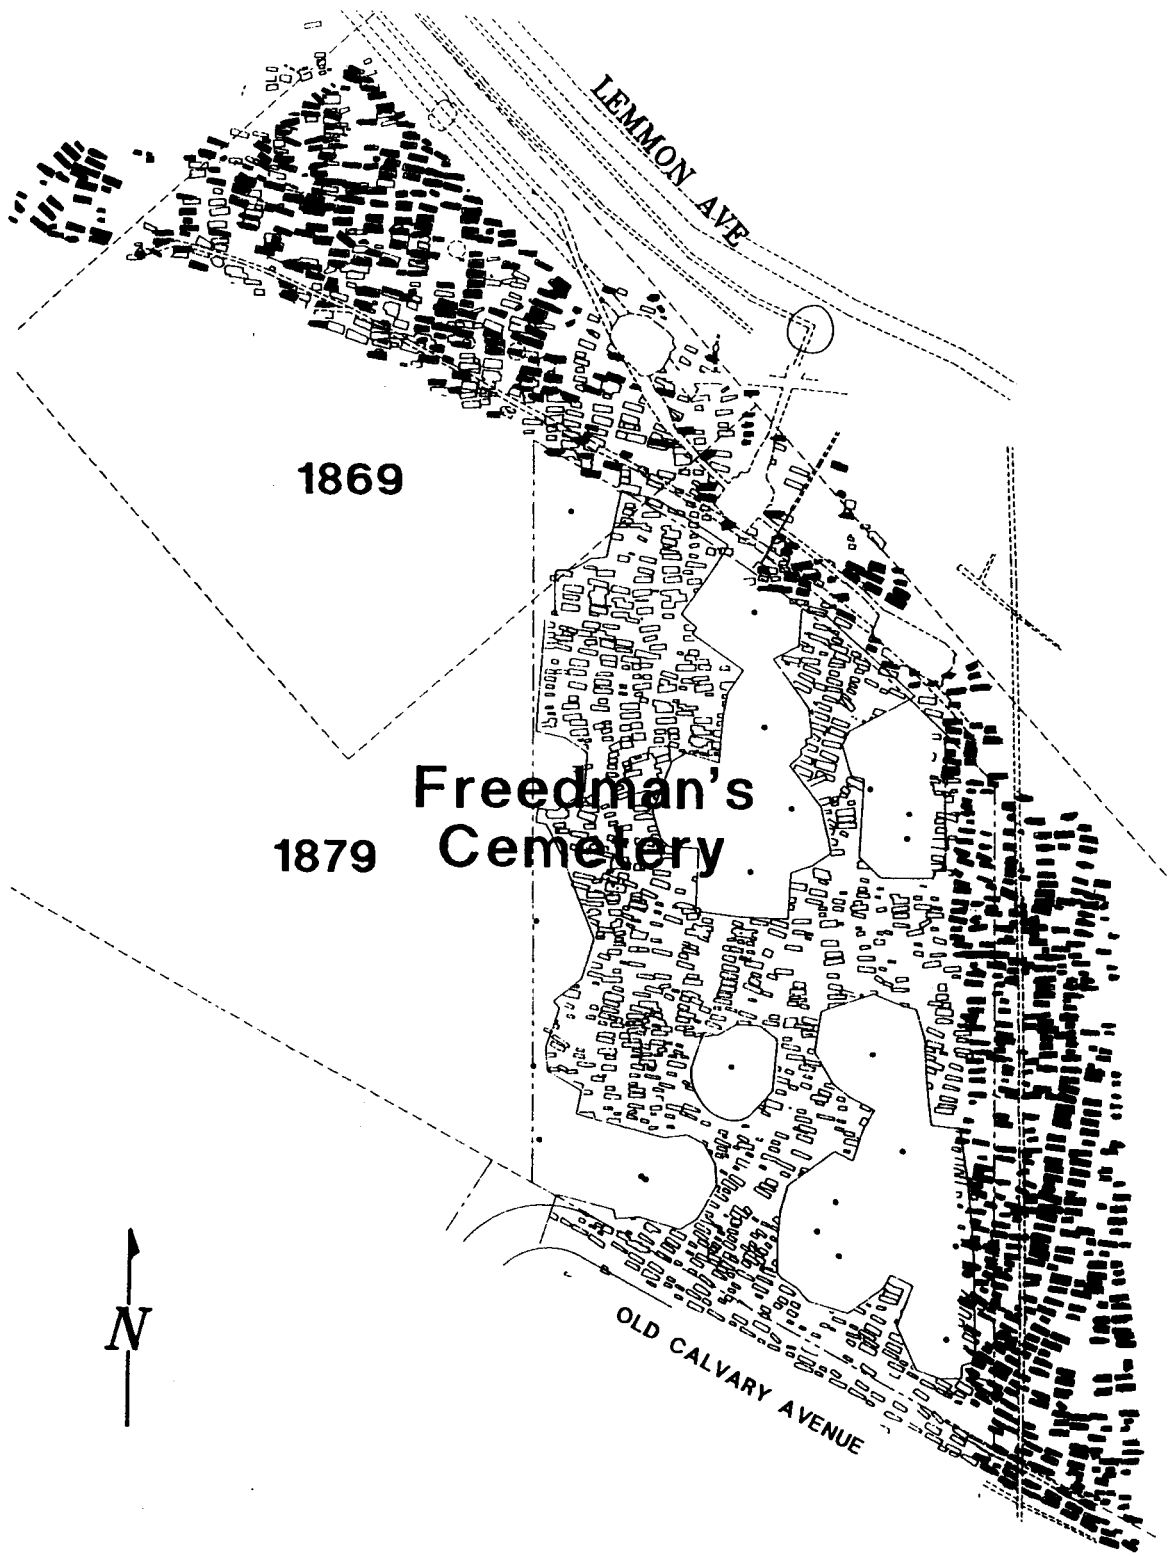 LEMMON AVE
1869
Freedman's
Cemetery
1879
N
OLD CALVARY AVENUE